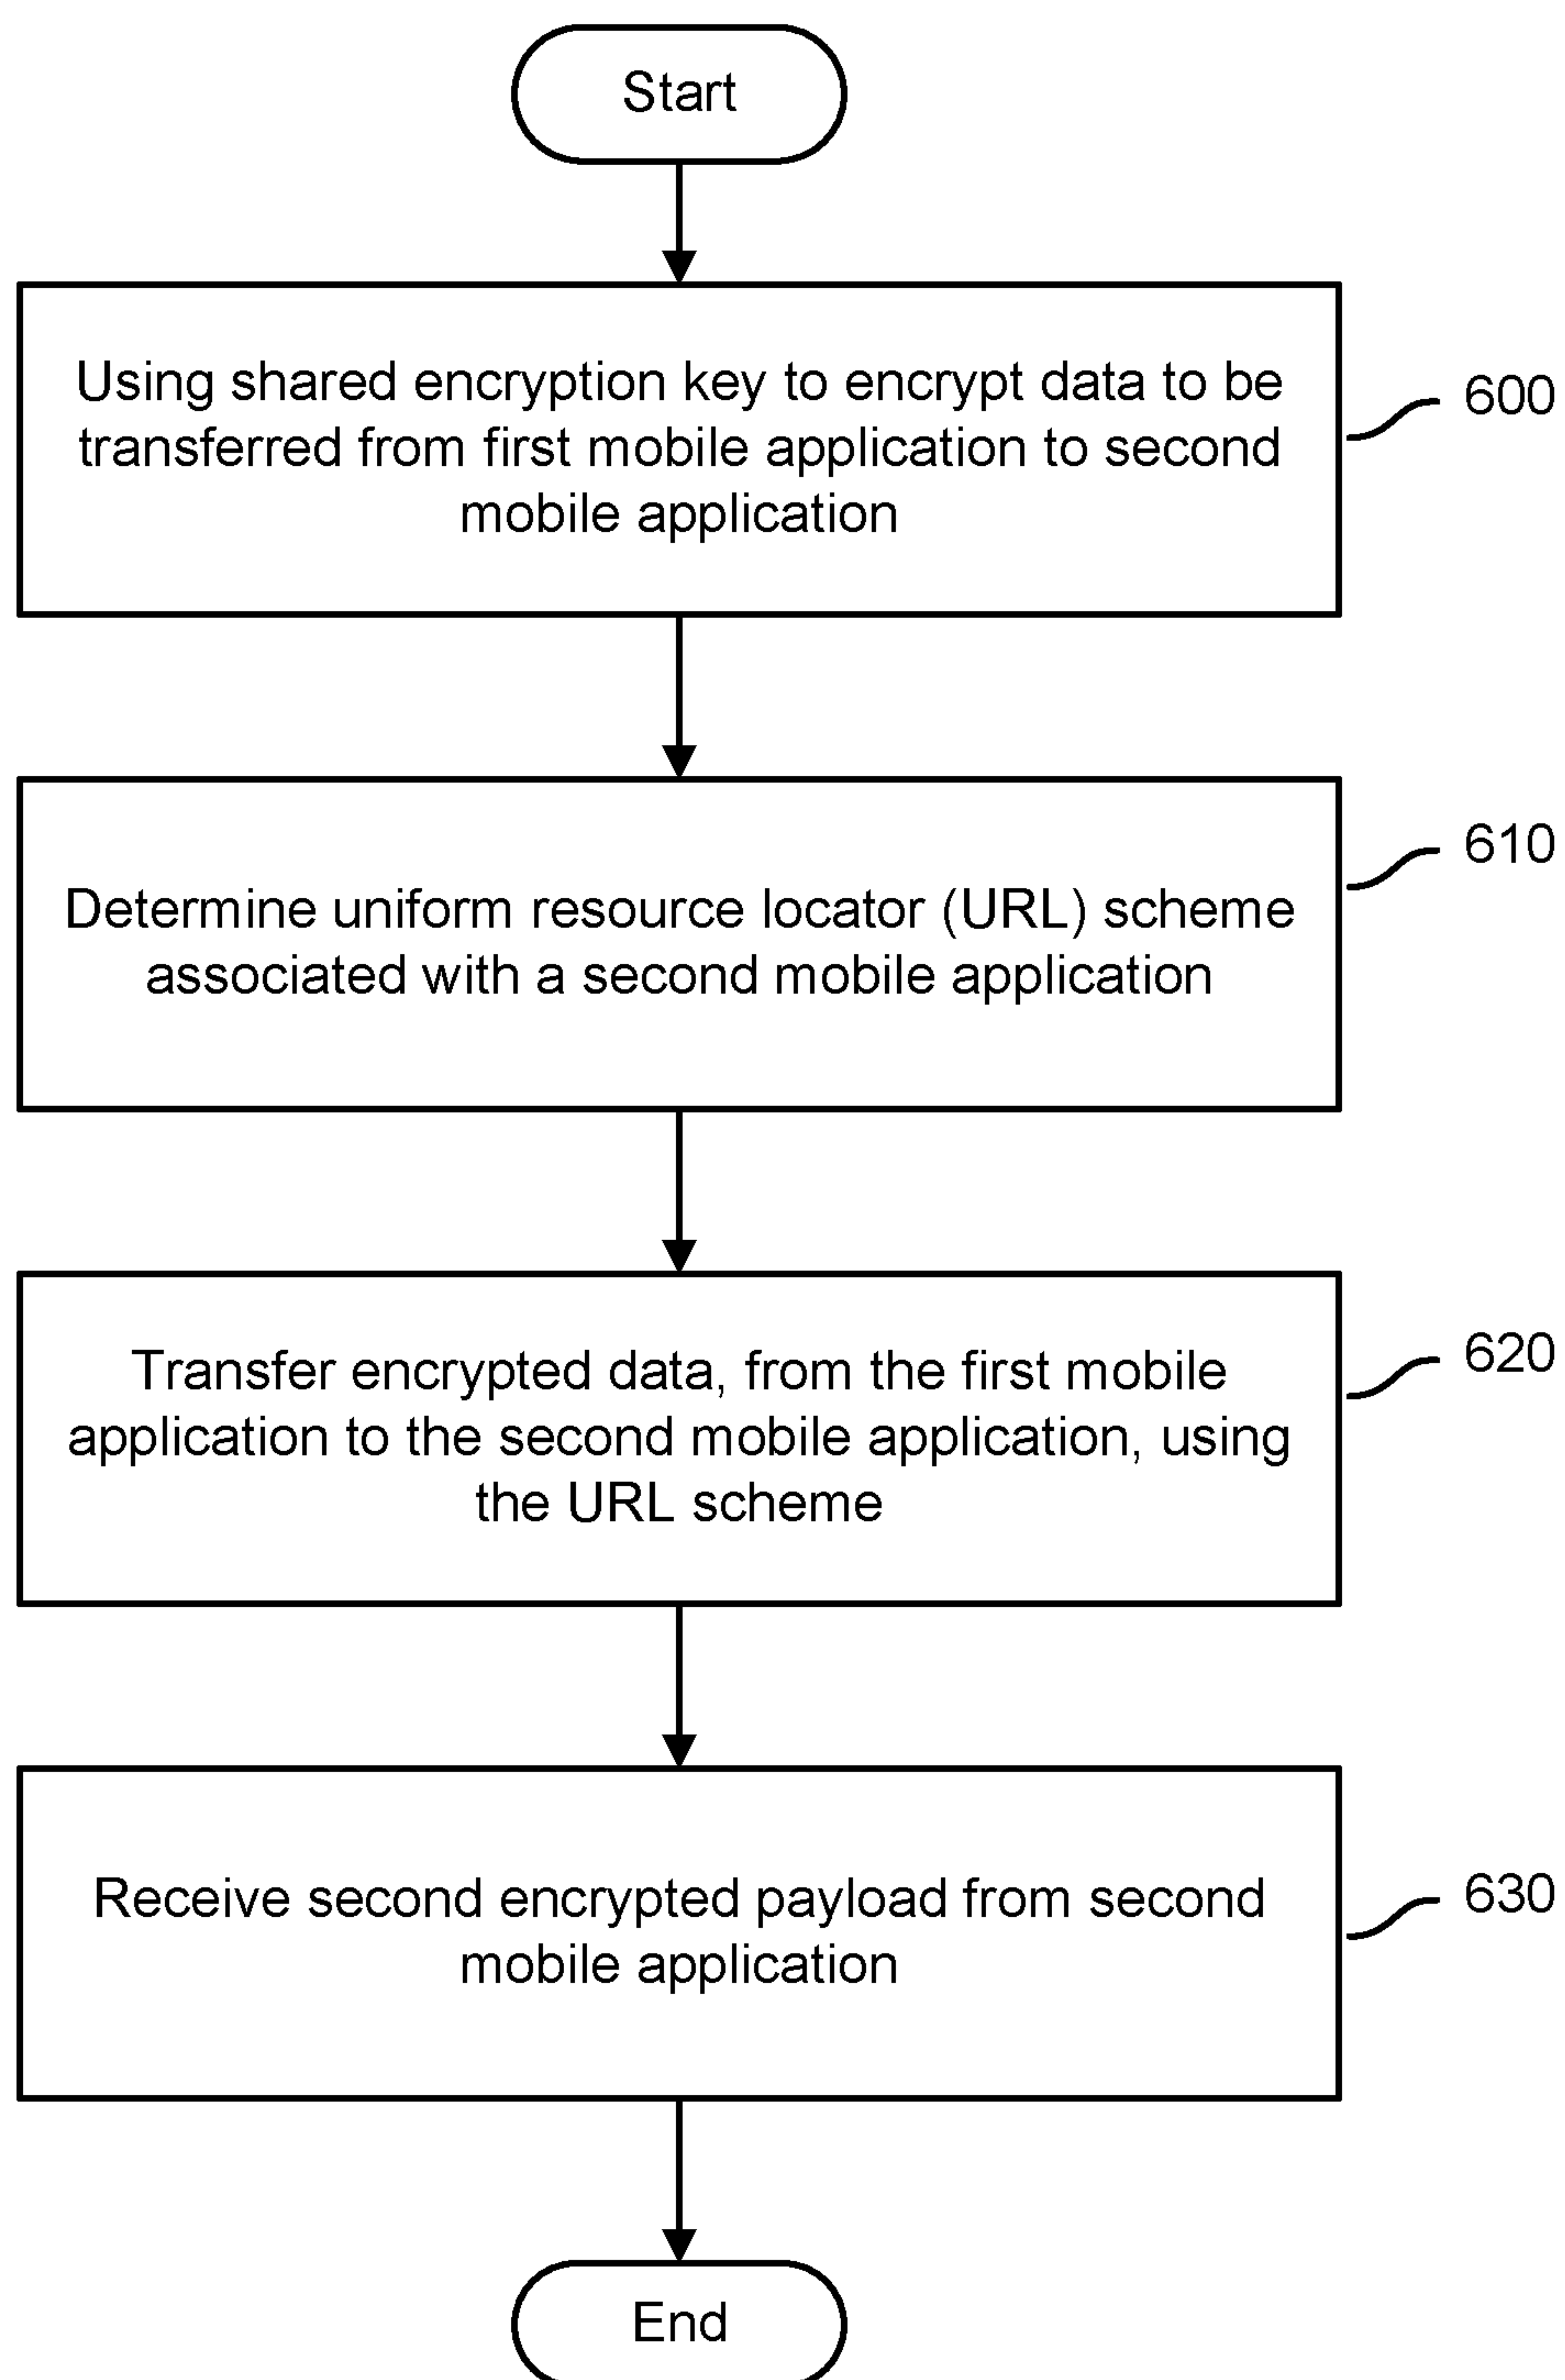 Start
Using shared encryption key to encrypt data to be
transferred from first mobile application to second
mobile application
600
Determine uniform resource locator (URL) scheme
associated with a second mobile application
610
Transfer encrypted data, from the first mobile
application to the second mobile application, using
the URL scheme
620
Receive second encrypted payload from second
mobile application
630
End